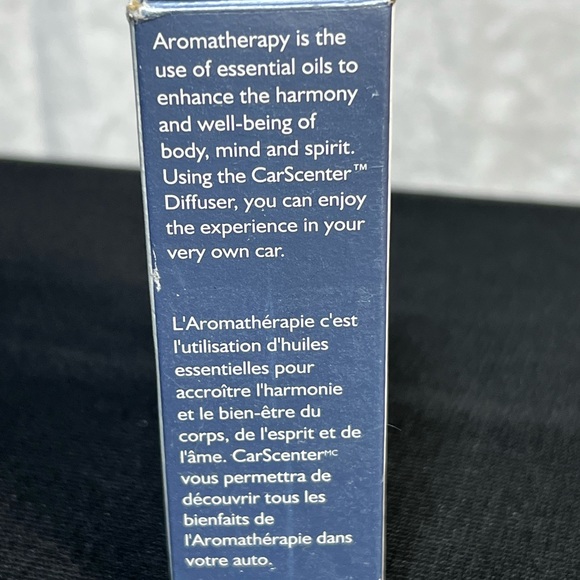 Aromatherapy is the
use of essential oils to
enhance the harmony
and well-being of
body, mind and spirit.
Using the CarScenter™
Diffuser, you can enjoy
the experience in your
very own car.
L'Aromathérapie c'est
l'utilisation d'huiles
essentielles pour
accroître l'harmonie
et le bien-être du
corps, de l'esprit et de
l'âme. CarScenterᴹᶜ
vous permettra de
découvrir tous les
bienfaits de
l'Aromathérapie dans
votre auto.